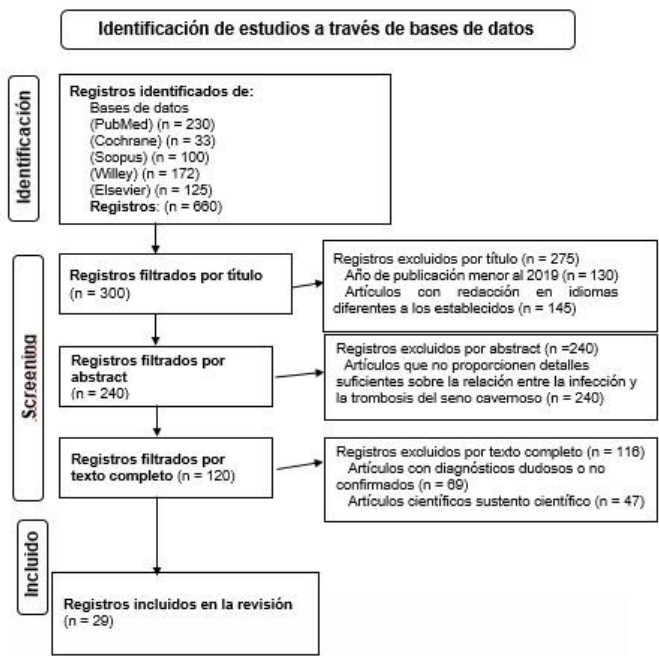 Identificación de estudios a través de bases de datos
Identificación
Registros identificados de:
Bases de datos
(PubMed) (n = 230)
(Cochrane) (n = 33)
(Scopus) (n = 100)
(Willey) (n = 172)
(Elsevier) (n = 125)
Registros: (n = 660)
Screening
Registros filtrados por título
(n = 300)
Registros excluidos por título (n = 275)
Año de publicación menor al 2019 (n = 130)
Artículos con redacción en idiomas
diferentes a los establecidos (n = 145)
Registros filtrados por
abstract
(n = 240)
Registros excluidos por abstract (n =240)
Artículos que no proporcionen detalles
suficientes sobre la relación entre la infección y
la trombosis del seno cavernoso (n = 240)
Registros filtrados por
texto completo (n = 120)
Registros excluidos por texto completo (n = 116)
Artículos con diagnósticos dudosos o no
confirmados (n = 69)
Artículos científicos sustento científico (n = 47)
Incluido
Registros incluidos en la revisión
(n = 29)